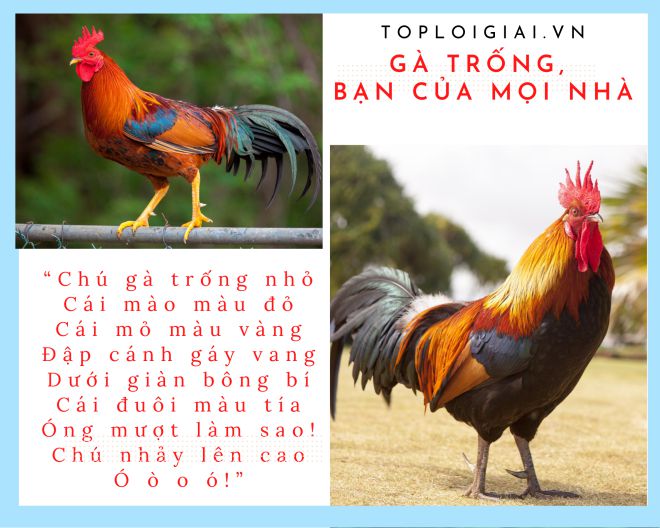 TOPLOIGIAI.VN
GÀ TRỐNG,
BẠN CỦA MỌI NHÀ
“Chú gà trống nhỏ
Cái mào màu đỏ
Cái mỏ màu vàng
Đập cánh gáy vang
Dưới giàn bông bí
Cái đuôi màu tía
Óng mượt làm sao!
Chú nhảy lên cao
Ó ò o ó!”